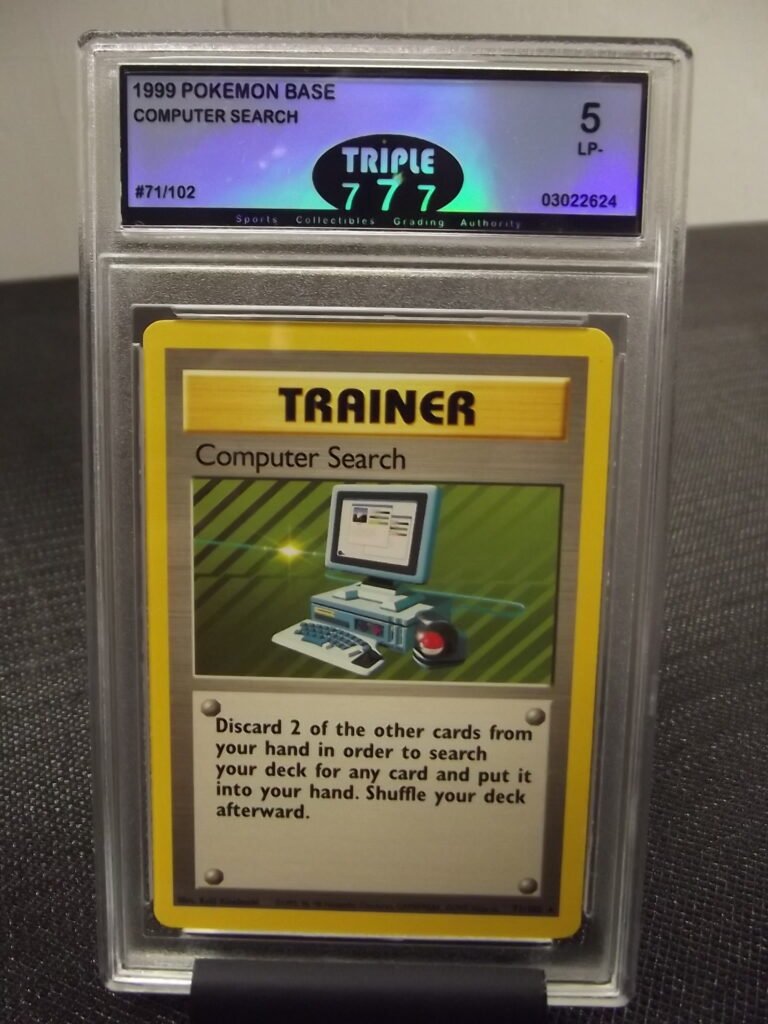 1999 POKEMON BASE
COMPUTER SEARCH
5
LP-
TRIPLE
777
#71/102
03022624
Sports Collectibles Grading Authority
TRAINER
Computer Search
Discard 2 of the other cards from
your hand in order to search
your deck for any card and put it
into your hand. Shuffle your deck
afterward.